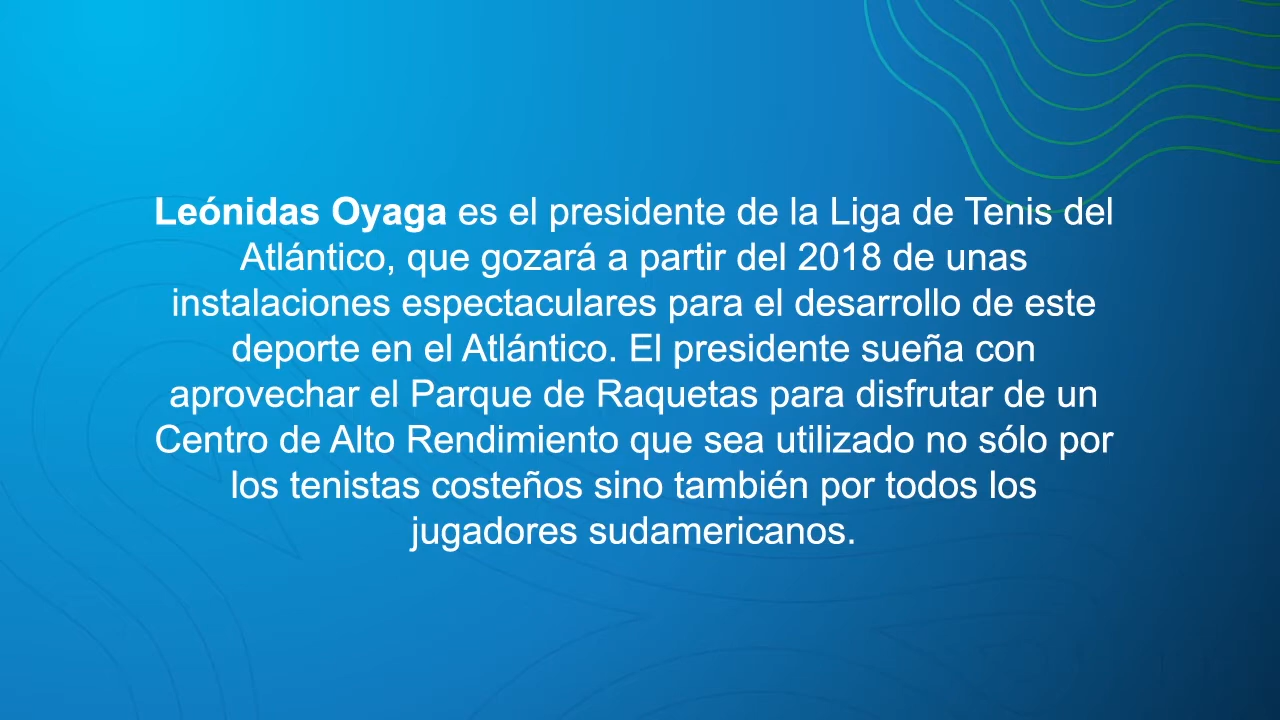 Leónidas Oyaga es el presidente de la Liga de Tenis del
Atlántico, que gozará a partir del 2018 de unas
instalaciones espectaculares para el desarrollo de este
deporte en el Atlántico. El presidente sueña con
aprovechar el Parque de Raquetas para disfrutar de un
Centro de Alto Rendimiento que sea utilizado no sólo por
los tenistas costeños sino también por todos los
jugadores sudamericanos.